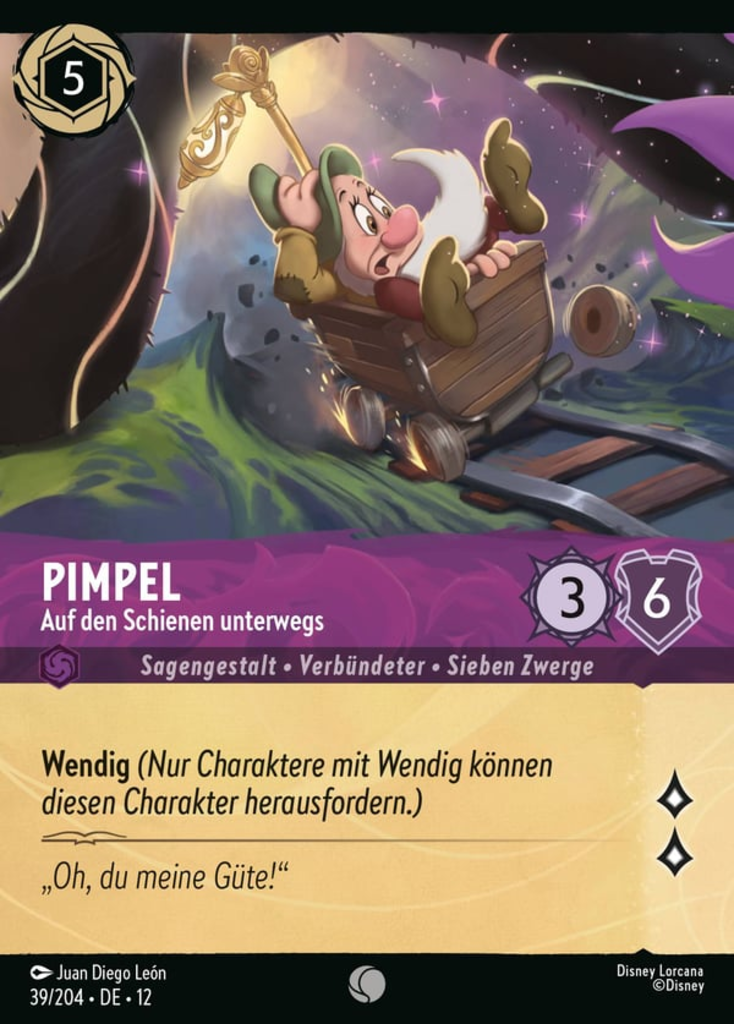 5
PIMPEL
Auf den Schienen unterwegs
3
6
Sagengestalt • Verbündeter • Sieben Zwerge
Wendig (Nur Charaktere mit Wendig können
diesen Charakter herausfordern.)
„Oh, du meine Güte!“
Juan Diego León
39/204 • DE • 12
Disney Lorcana
©Disney